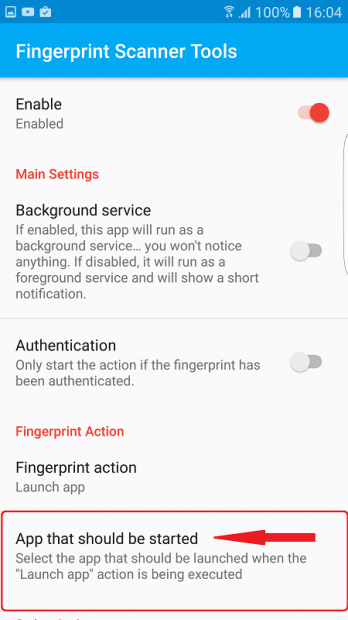 100% 16:04
Fingerprint Scanner Tools
Enable
Enabled
Main Settings
Background service
If enabled, this app will run as a
background service... you won't notice
anything. If disabled, it will run as a
foreground service and will show a short
notification.
Authentication
Only start the action if the fingerprint has
been authenticated.
Fingerprint Action
Fingerprint action
Launch app
App that should be started
Select the app that should be launched when the
"Launch app" action is being executed